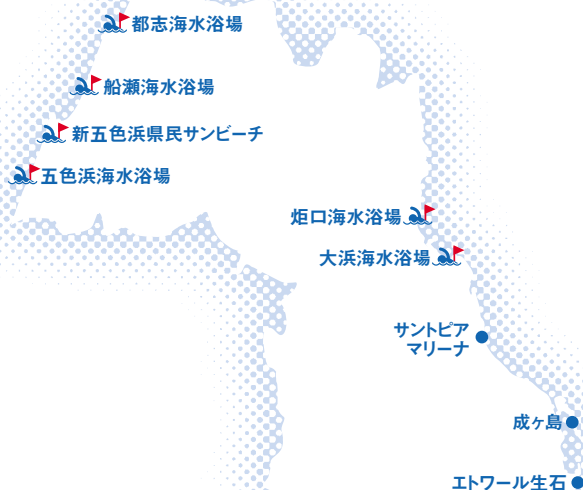 都志海水浴場
船瀬海水浴場
新五色浜県民サンビーチ
五色浜海水浴場
炬口海水浴場
大浜海水浴場
サントピア
マリーナ
成ヶ島
エトワール生石